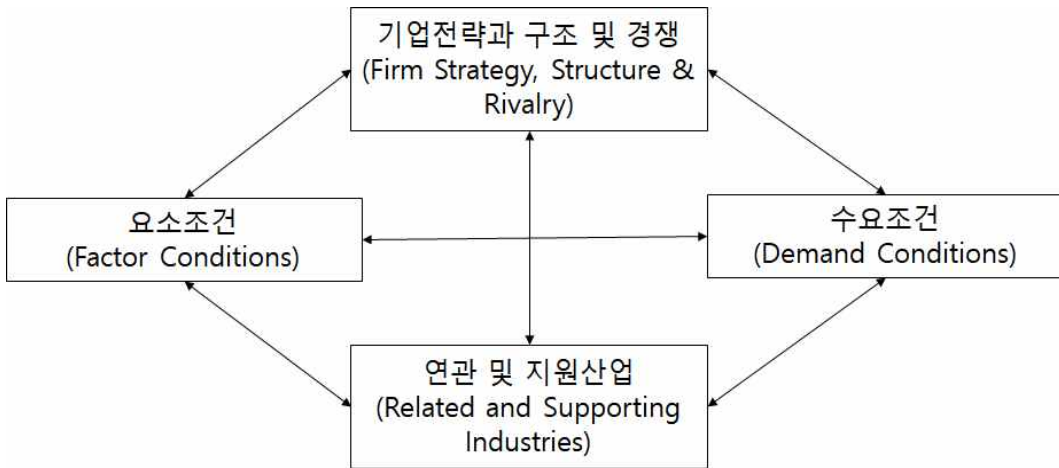 기업전략과 구조 및 경쟁
(Firm Strategy, Structure &
Rivalry)
요소조건
(Factor Conditions)
수요조건
(Demand Conditions)
연관 및 지원산업
(Related and Supporting
Industries)